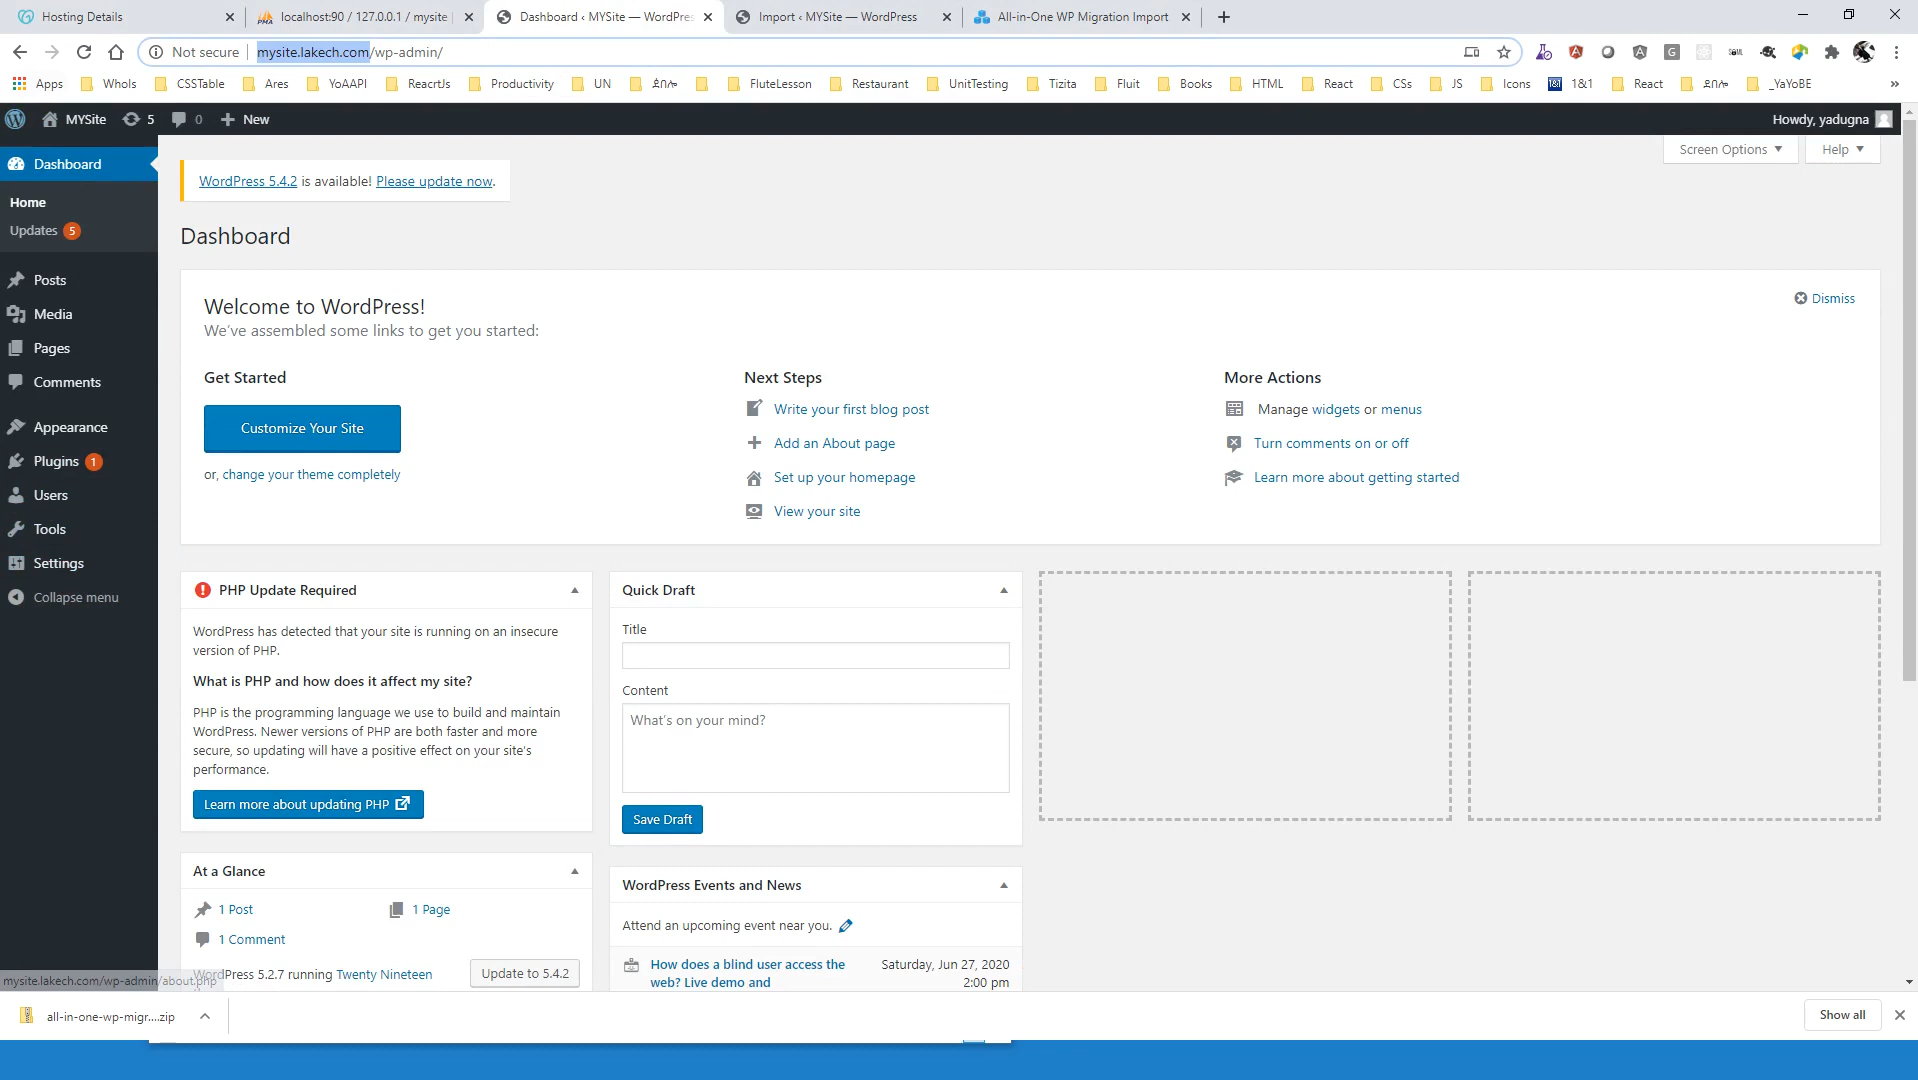 Hosting Details
localhost:90 / 127.0.0.1 / mysite
Dashboard ‹ MYSite — WordPres
Import ‹ MYSite — WordPress
All-in-One WP Migration Import
Not secure
mysite.lakech.com/wp-admin/
Apps
WhoIs
CSSTable
Ares
YoAAPI
ReacrtJs
Productivity
UN
FluteLesson
Restaurant
UnitTesting
Tizita
Fluit
Books
HTML
React
CSs
JS
Icons
1&1
React
_YaYoBE
»
MYSite
5
0
New
Howdy, yadugna
Dashboard
Home
Updates 5
Posts
Media
Pages
Comments
Appearance
Plugins 1
Users
Tools
Settings
Collapse menu
Screen Options
Help
WordPress 5.4.2 is available! Please update now.
Dashboard
Welcome to WordPress!
We've assembled some links to get you started:
Dismiss
Get Started
Customize Your Site
or, change your theme completely
Next Steps
Write your first blog post
Add an About page
Set up your homepage
View your site
More Actions
Manage widgets or menus
Turn comments on or off
Learn more about getting started
PHP Update Required
WordPress has detected that your site is running on an insecure
version of PHP.
What is PHP and how does it affect my site?
PHP is the programming language we use to build and maintain
WordPress. Newer versions of PHP are both faster and more
secure, so updating will have a positive effect on your site's
performance.
Learn more about updating PHP
At a Glance
1 Post
1 Page
1 Comment
WordPress 5.2.7 running Twenty Nineteen
Update to 5.4.2
Quick Draft
Title
Content
What's on your mind?
Save Draft
WordPress Events and News
Attend an upcoming event near you.
How does a blind user access the
web? Live demo and
Saturday, Jun 27, 2020
2:00 pm
mysite.lakech.com/wp-admin/about.php
all-in-one-wp-migr....zip
Show all